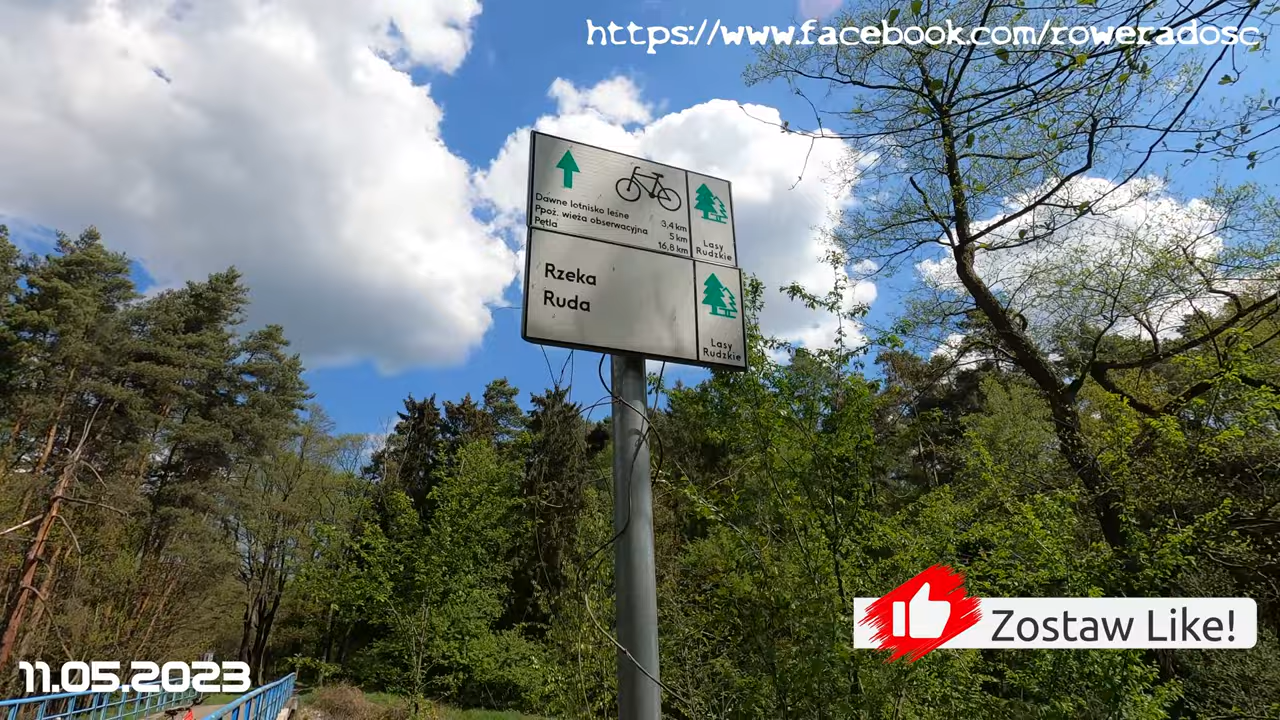 https://www.facebook.com/roweradosc
Dawne lotnisko leśne 3,4 km
Ppoż. wieża obserwacyjna 5 km
Pętla 16,8 km
Lasy
Rudzkie
Rzeka
Ruda
Lasy
Rudzkie
Zostaw Like!
11.05.2023